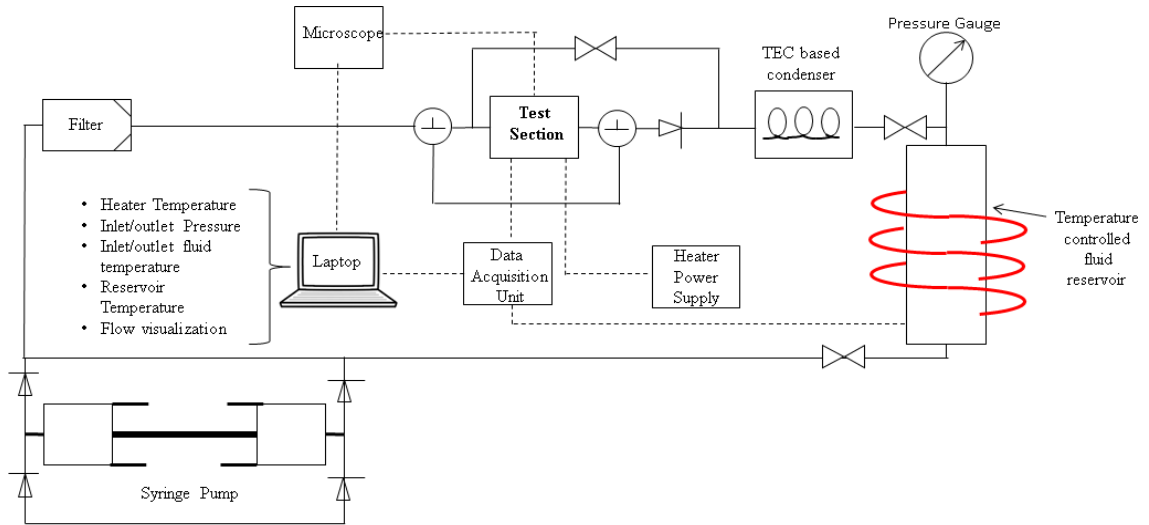 Pressure Gauge
Microscope
TEC based
condenser
Filter
Test
Section
• Heater Temperature
• Inlet/outlet Pressure
• Inlet/outlet fluid
temperature
• Reservoir
Temperature
• Flow visualization
Laptop
Data
Acquisition
Unit
Heater
Power
Supply
Temperature
controlled
fluid
reservoir
Syringe Pump